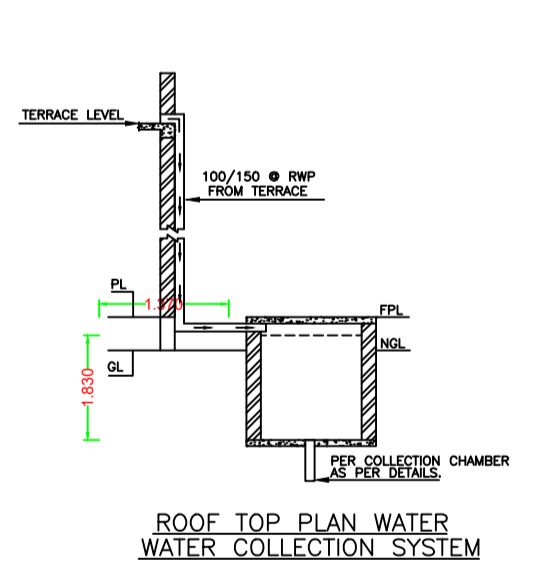 TERRACE LEVEL
100/150 @ RWP
FROM TERRACE
PL
1.370
FPL
NGL
GL
1.830
PER COLLECTION CHAMBER
AS PER DETAILS.
ROOF TOP PLAN WATER
WATER COLLECTION SYSTEM